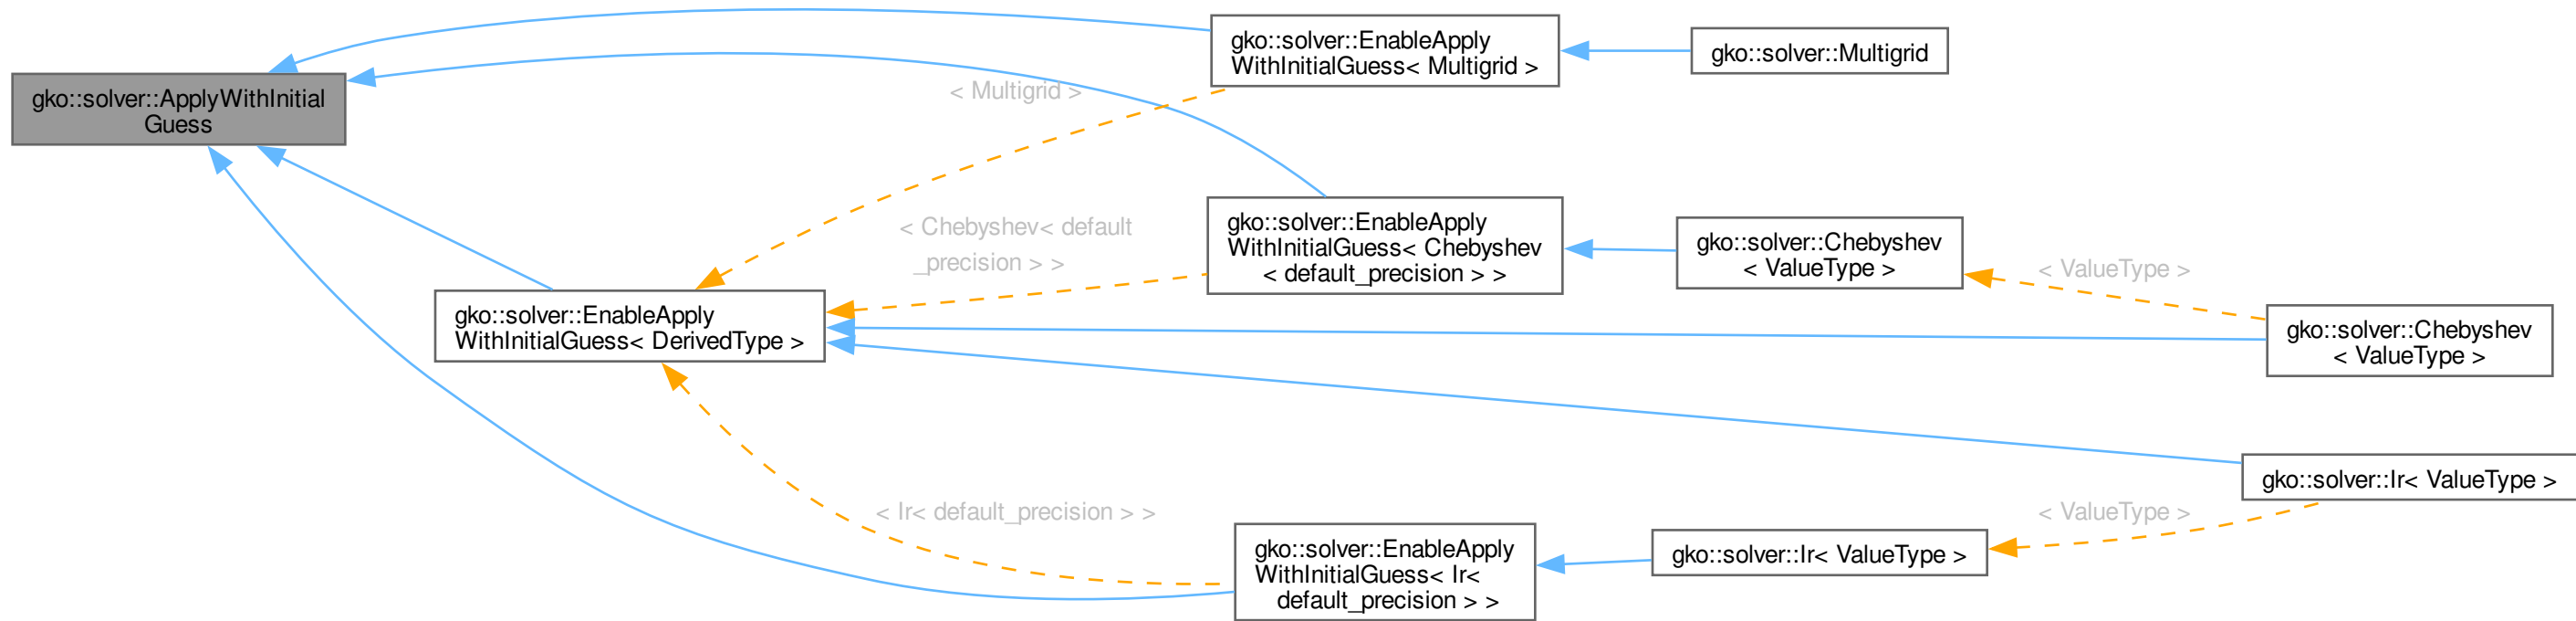 gko::solver::ApplyWithInitial
Guess
gko::solver::EnableApply
WithInitialGuess< Multigrid >
gko::solver::Multigrid
< Multigrid >
gko::solver::EnableApply
WithInitialGuess< Chebyshev
< default_precision > >
< Chebyshev< default
_precision > >
gko::solver::Chebyshev
< ValueType >
< ValueType >
gko::solver::EnableApply
WithInitialGuess< DerivedType >
gko::solver::Chebyshev
< ValueType >
gko::solver::Ir< ValueType >
< Ir< default_precision > >
< ValueType >
gko::solver::EnableApply
WithInitialGuess< Ir<
default_precision > >
gko::solver::Ir< ValueType >